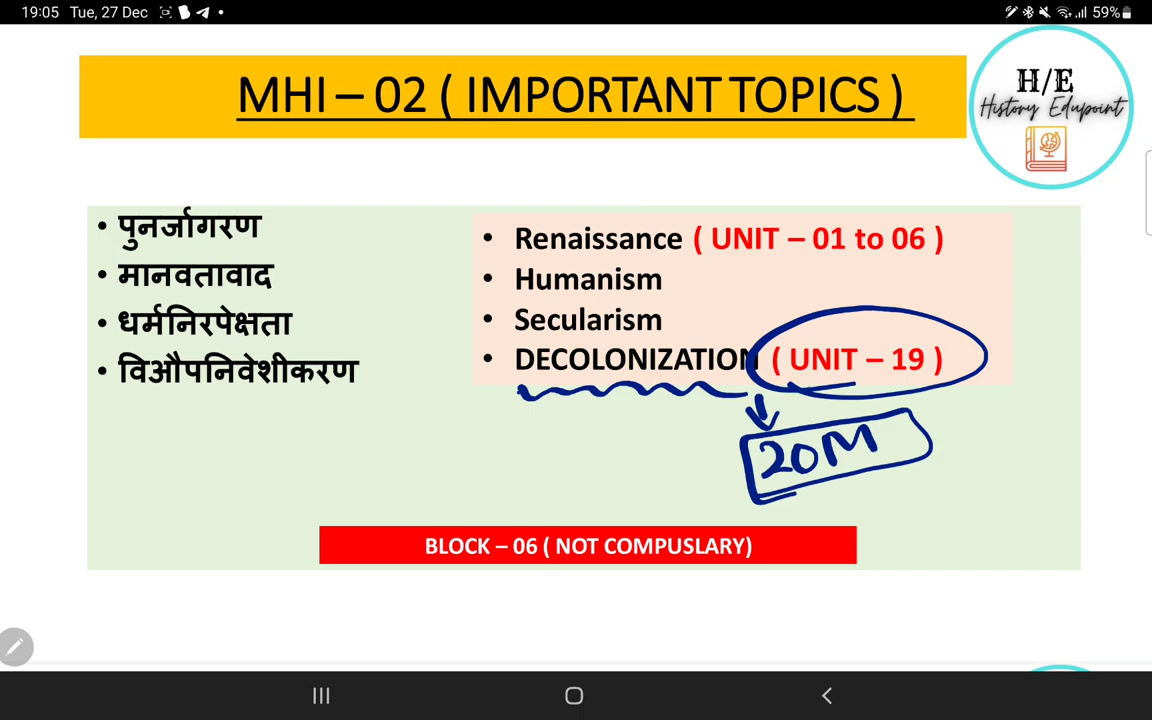 19:05 Tue, 27 Dec
59%
MHI – 02 ( IMPORTANT TOPICS )
H/E
History Edupoint
• पुनर्जागरण
• मानवतावाद
• धर्मनिरपेक्षता
• विऔपनिवेशीकरण
• Renaissance ( UNIT – 01 to 06 )
• Humanism
• Secularism
• DECOLONIZATION ( UNIT – 19 )
20M
BLOCK – 06 ( NOT COMPUSLARY)